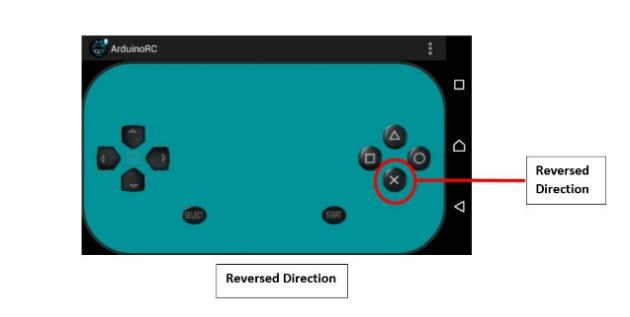 ArduinoRC
SELECT
START
Reversed
Direction
Reversed Direction